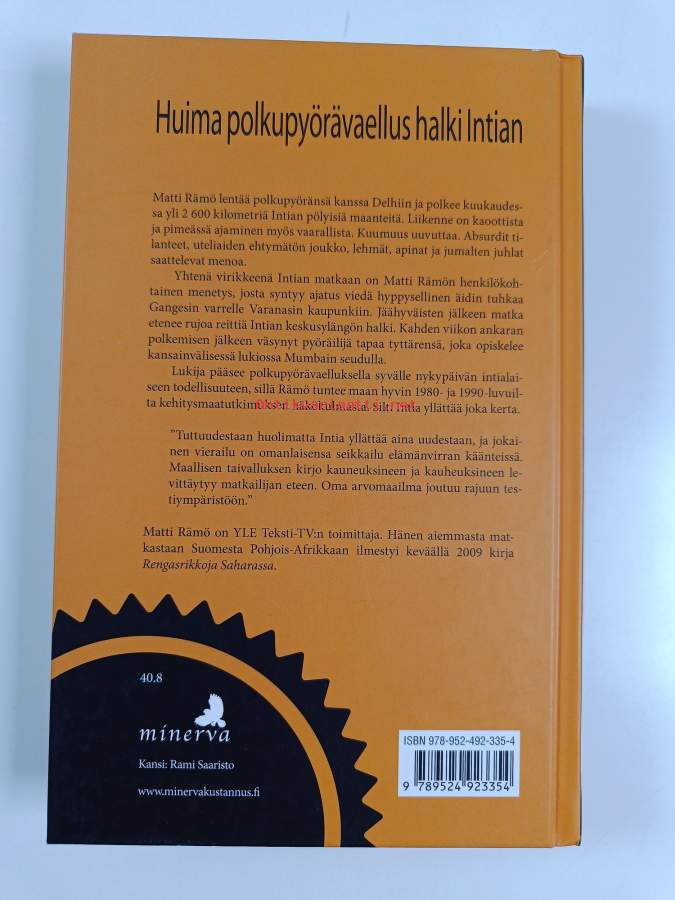 Huima polkupyörävaellus halki Intian
Matti Rämö lentää polkupyöränsä kanssa Delhiin ja polkee kuukaudes-
sa yli 2 600 kilometriä Intian pölyisiä maanteitä. Liikenne on kaoottista
ja pimeässä ajaminen myös vaarallista. Kuumuus uuvuttaa. Absurdit ti-
lanteet, uteliaiden ehtymätön joukko, lehmät, apinat ja jumalten juhlat
saattelevat menoa.
Yhtenä virikkeenä Intian matkaan on Matti Rämön henkilökoh-
tainen menetys, josta syntyy ajatus viedä hyppysellinen äidin tuhkaa
Gangesin varrelle Varanasin kaupunkiin. Jäähyväisten jälkeen matka
etenee rujoa reittiä Intian keskusylängön halki. Kahden viikon ankaran
polkemisen jälkeen väsynyt pyöräilijä tapaa tyttärensä, joka opiskelee
kansainvälisessä lukiossa Mumbain seudulla.
Lukija pääsee polkupyörävaelluksella syvälle nykypäivän intialai-
seen todellisuuteen, sillä Rämö tuntee maan hyvin 1980- ja 1990-luvuil-
ta kehitysmaatutkimuksen näkökulmasta. Silti Intia yllättää joka kerta.
"Tuttuudestaan huolimatta Intia yllättää aina uudestaan, ja jokai-
nen vierailu on omanlaisensa seikkailu elämänvirran käänteissä.
Maallisen taivalluksen kirjo kauneuksineen ja kauheuksineen le-
vittäytyy matkailijan eteen. Oma arvomaailma joutuu rajuun tes-
tiympäristöön."
Matti Rämö on YLE Teksti-TV:n toimittaja. Hänen aiemmasta mat-
kastaan Suomesta Pohjois-Afrikkaan ilmestyi keväällä 2009 kirja
Rengasrikkoja Saharassa.
40.8
minerva
Kansi: Rami Saaristo
www.minervakustannus.fi
ISBN 978-952-492-335-4
9 789524 923354